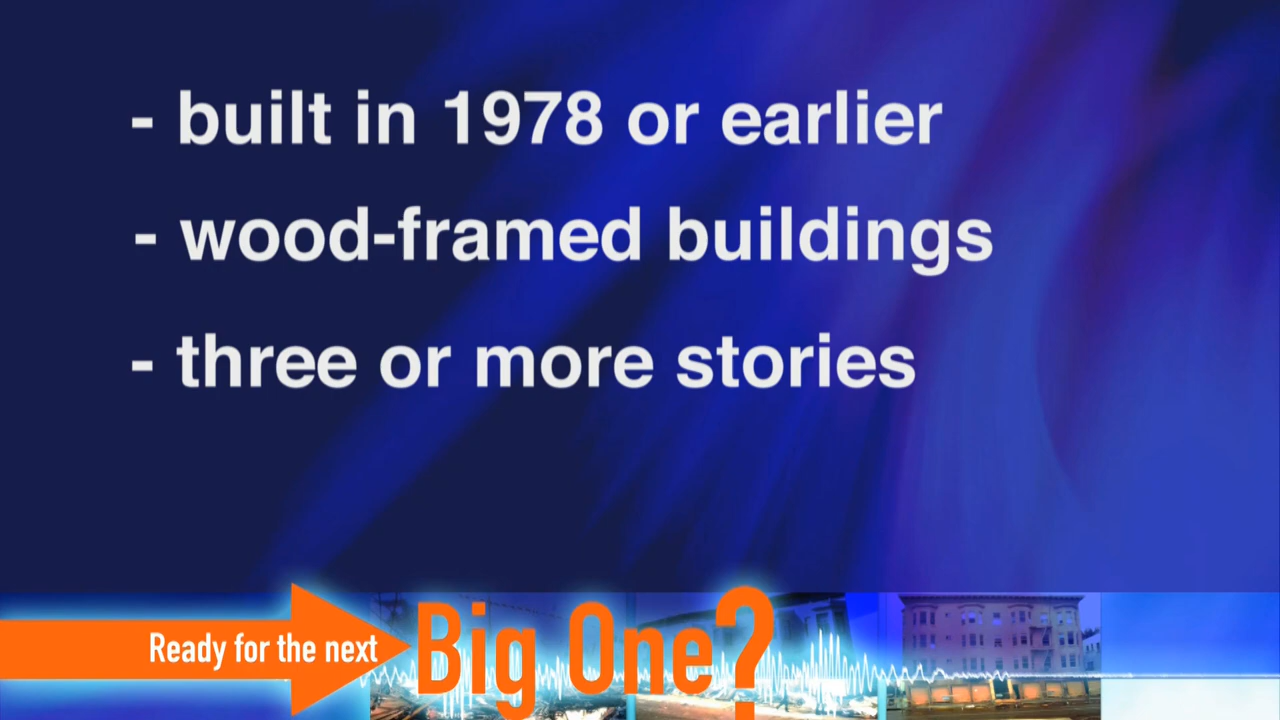 - built in 1978 or earlier
- wood-framed buildings
- three or more stories
Ready for the next Big One?